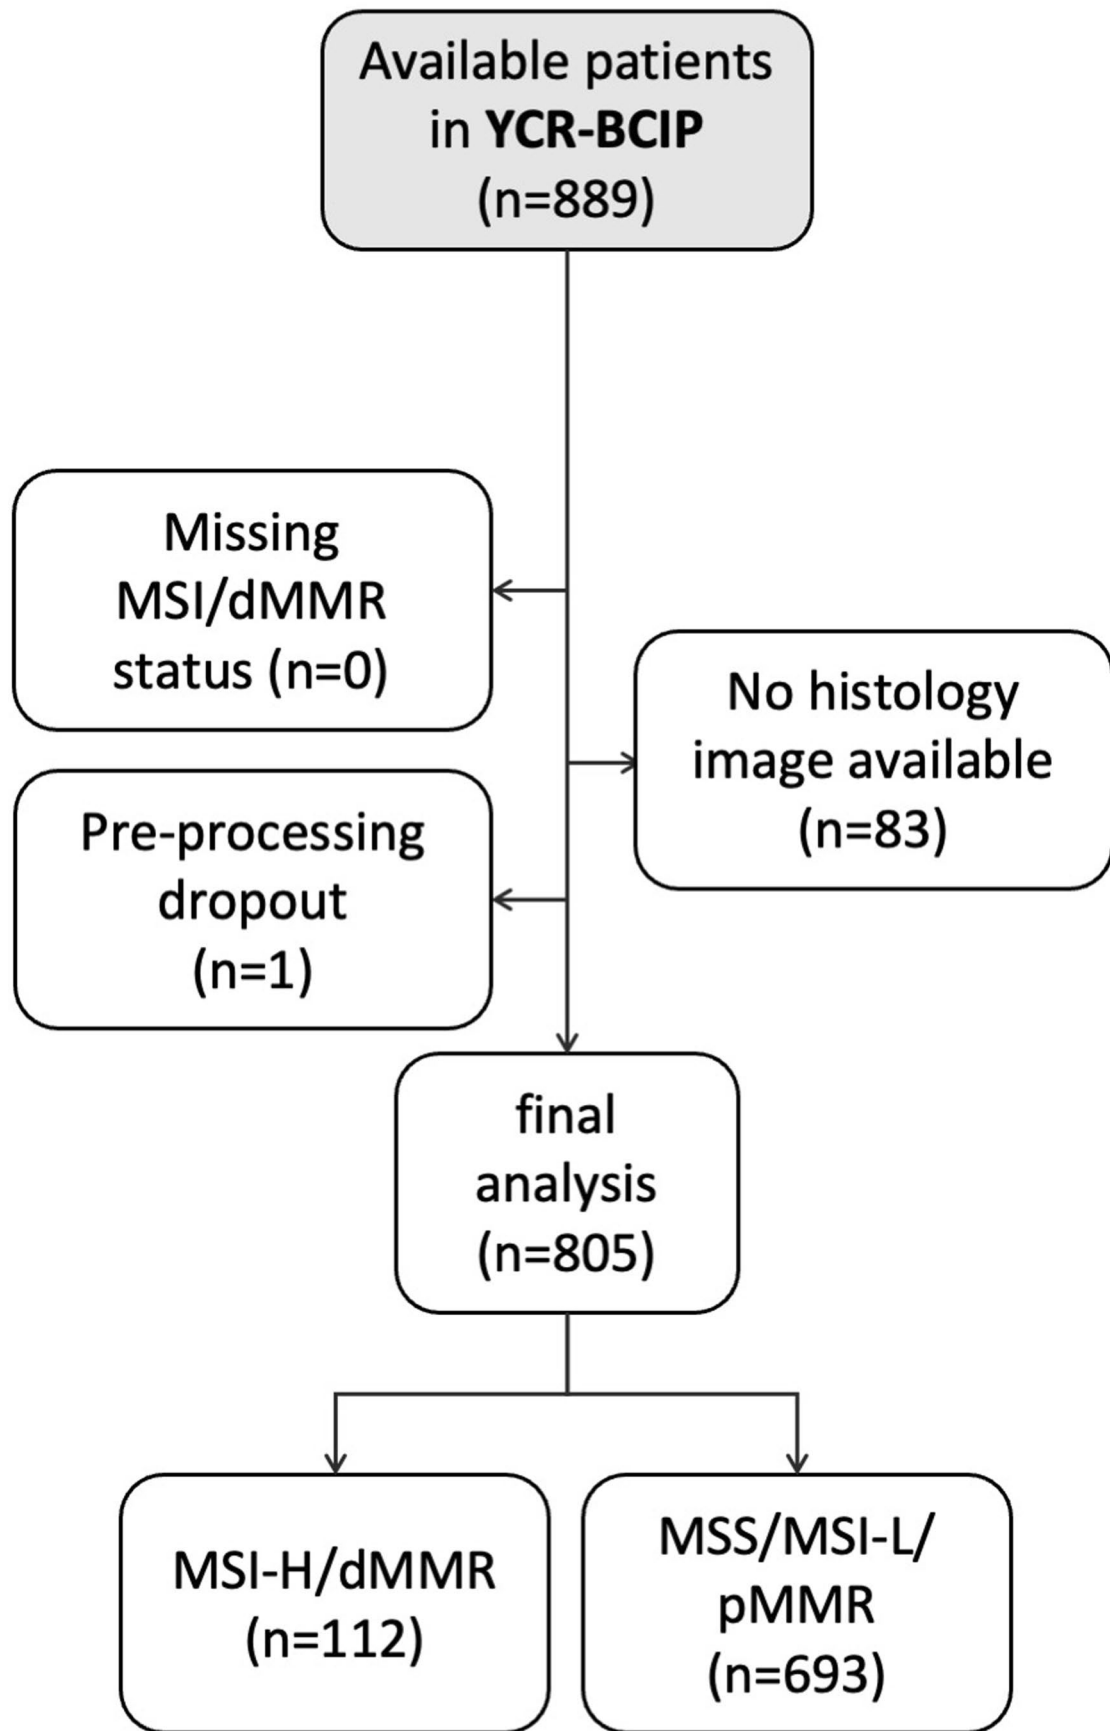 Available patients
in YCR-BCIP
(n=889)
Missing
MSI/dMMR
status (n=0)
No histology
image available
(n=83)
Pre-processing
dropout
(n=1)
final
analysis
(n=805)
MSI-H/dMMR
(n=112)
MSS/MSI-L/
pMMR
(n=693)